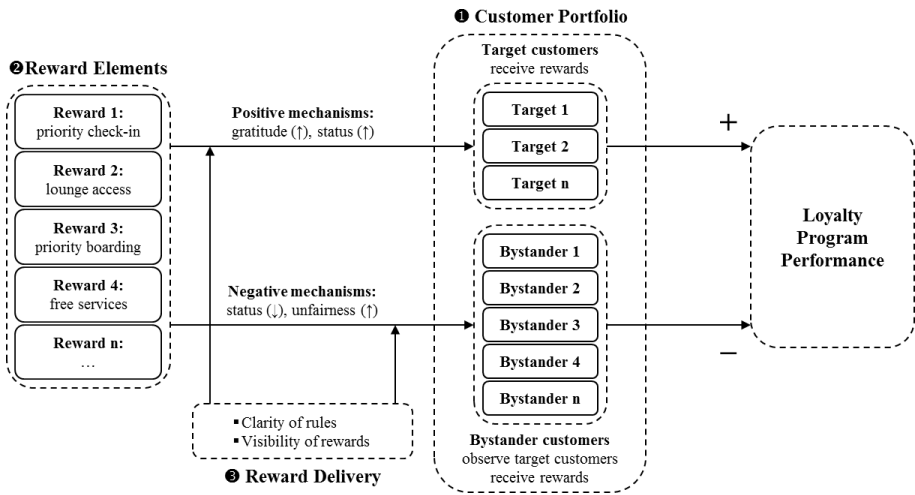 ❶ Customer Portfolio
Target customers
receive rewards
❷Reward Elements
Reward 1:
priority check-in
Reward 2:
lounge access
Reward 3:
priority boarding
Reward 4:
free services
Reward n:
…
Positive mechanisms:
gratitude (↑), status (↑)
Negative mechanisms:
status (↓), unfairness (↑)
▪ Clarity of rules
▪ Visibility of rewards
❸ Reward Delivery
Target 1
Target 2
Target n
Bystander 1
Bystander 2
Bystander 3
Bystander 4
Bystander n
Bystander customers
observe target customers
receive rewards
+
−
Loyalty
Program
Performance